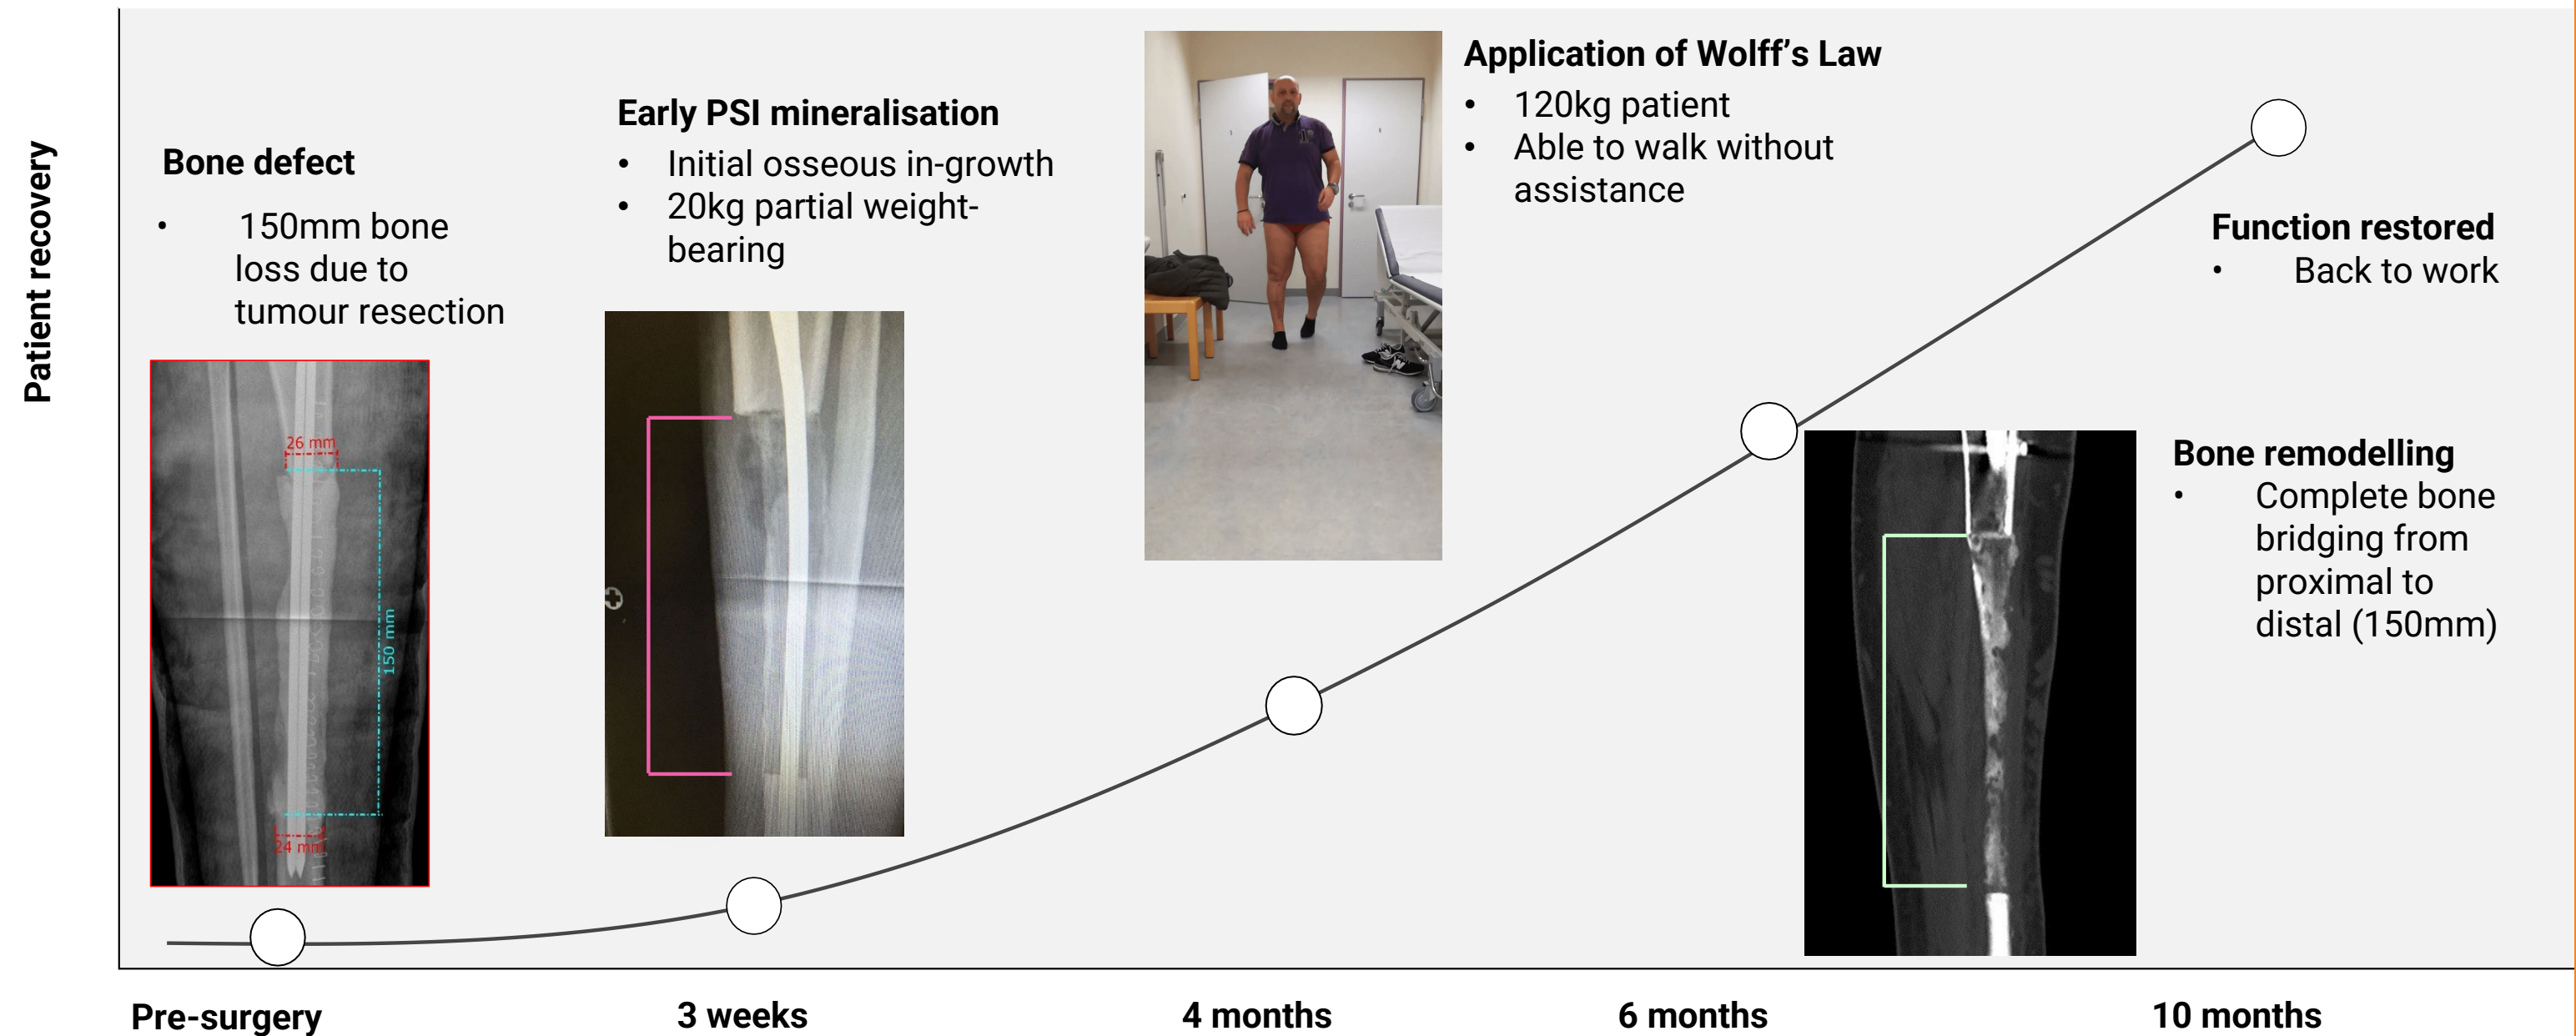 Patient recovery
Bone defect
• 150mm bone
loss due to
tumour resection
26 mm
150 mm
24 mm
Early PSI mineralisation
• Initial osseous in-growth
• 20kg partial weight-
bearing
Application of Wolff’s Law
• 120kg patient
• Able to walk without
assistance
Function restored
• Back to work
Bone remodelling
• Complete bone
bridging from
proximal to
distal (150mm)
Pre-surgery
3 weeks
4 months
6 months
10 months